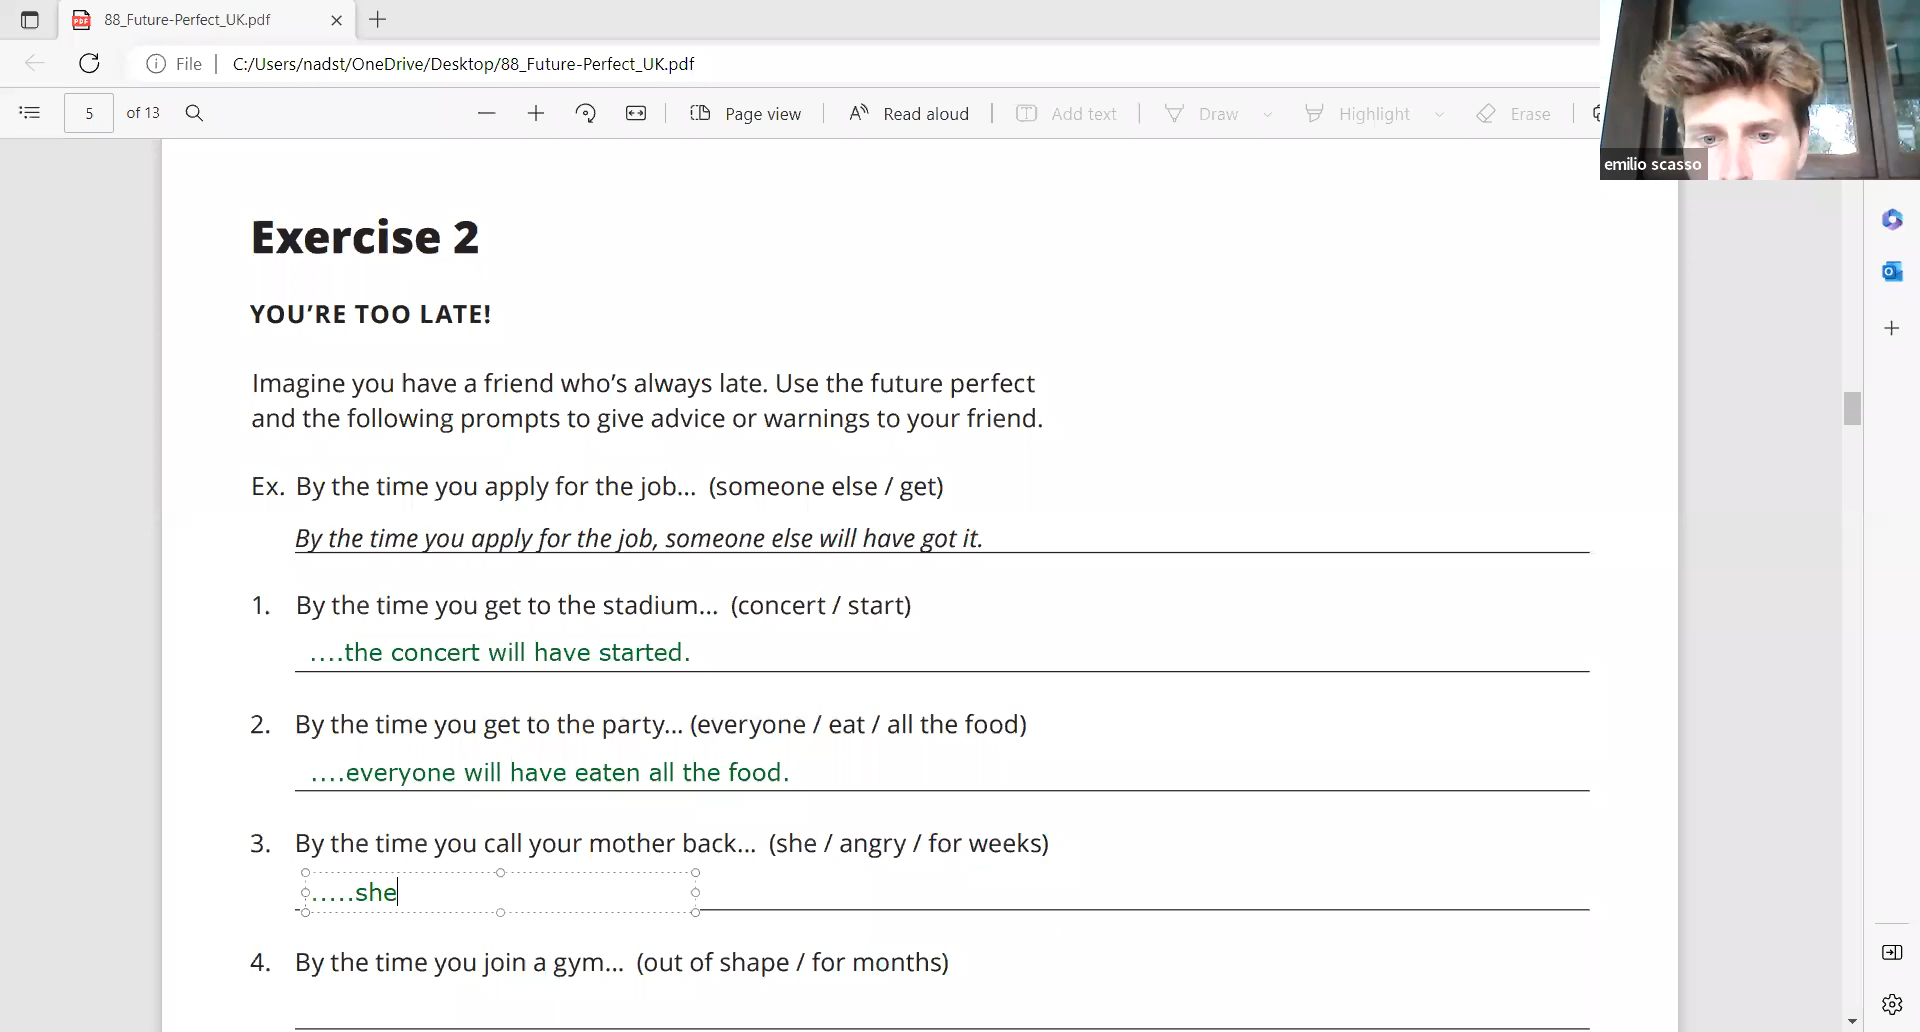 88_Future-Perfect_UK.pdf
File | C:/Users/nadst/OneDrive/Desktop/88_Future-Perfect_UK.pdf
5 of 13 Page view Read aloud Add text Draw Highlight Erase
emilio scasso
Exercise 2
YOU'RE TOO LATE!
Imagine you have a friend who's always late. Use the future perfect
and the following prompts to give advice or warnings to your friend.
Ex. By the time you apply for the job... (someone else / get)
By the time you apply for the job, someone else will have got it.
1. By the time you get to the stadium... (concert / start)
....the concert will have started.
2. By the time you get to the party... (everyone / eat / all the food)
....everyone will have eaten all the food.
3. By the time you call your mother back... (she / angry / for weeks)
.....she
4. By the time you join a gym... (out of shape / for months)